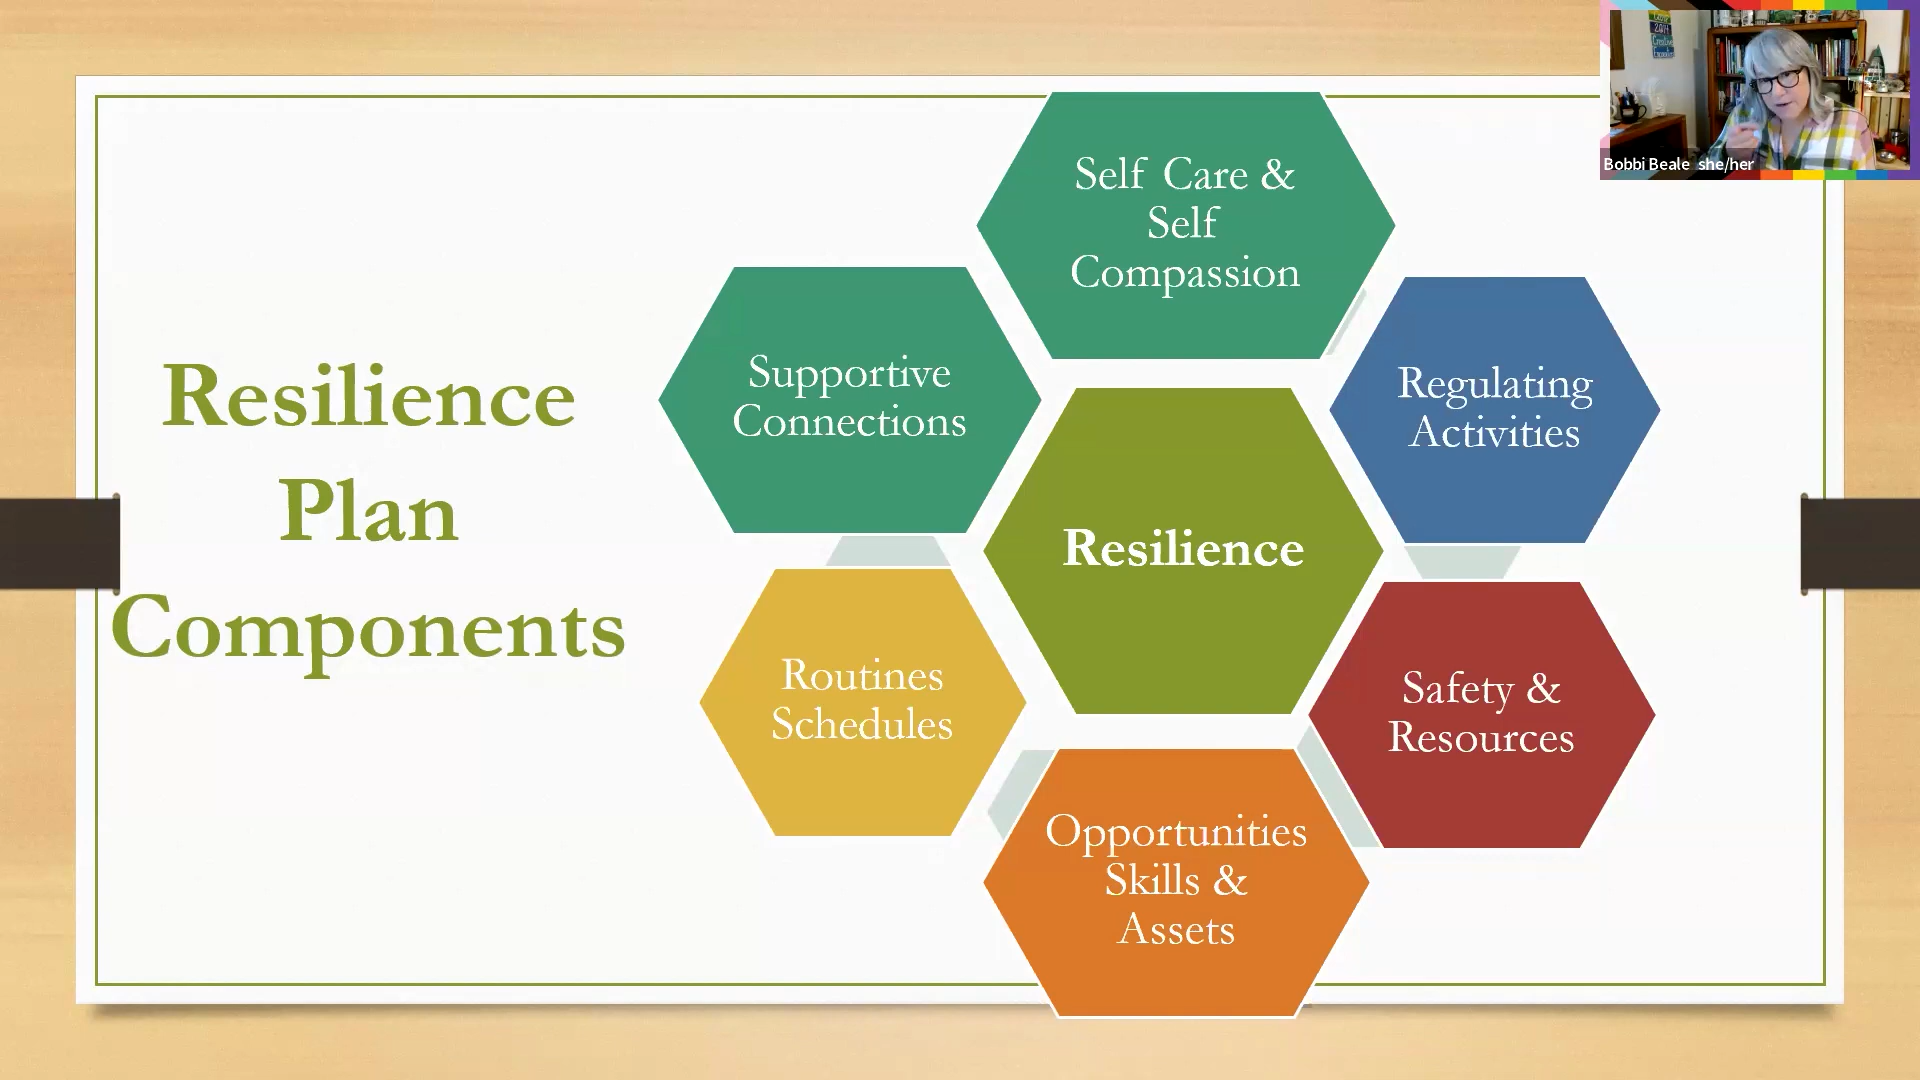 Resilience
Plan
Components
Self Care &
Self
Compassion
Supportive
Connections
Regulating
Activities
Resilience
Routines
Schedules
Safety &
Resources
Opportunities
Skills &
Assets
Bobbi Beale she/her